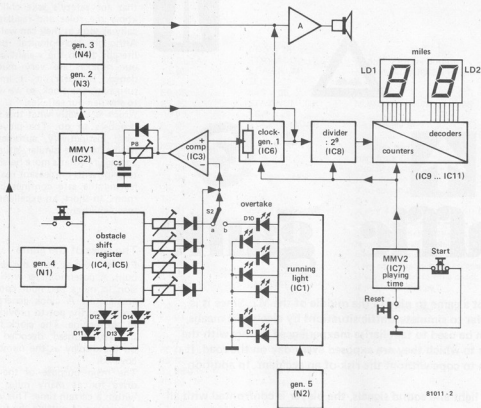 gen. 3
(N4)
gen. 2
(N3)
A
miles
LD1
LD2
MMV1
(IC2)
P8
C5
+
comp
(IC3)
−
clock-
gen. 1
(IC6)
divider
: 2⁹
(IC8)
decoders
counters
(IC9 ... IC11)
gen. 4
(N1)
obstacle
shift
register
(IC4, IC5)
S2
a
b
overtake
D10
D1
running
light
(IC1)
MMV2
(IC7)
playing
time
Start
Reset
D12
D14
D11
D13
gen. 5
(N2)
81011 - 2